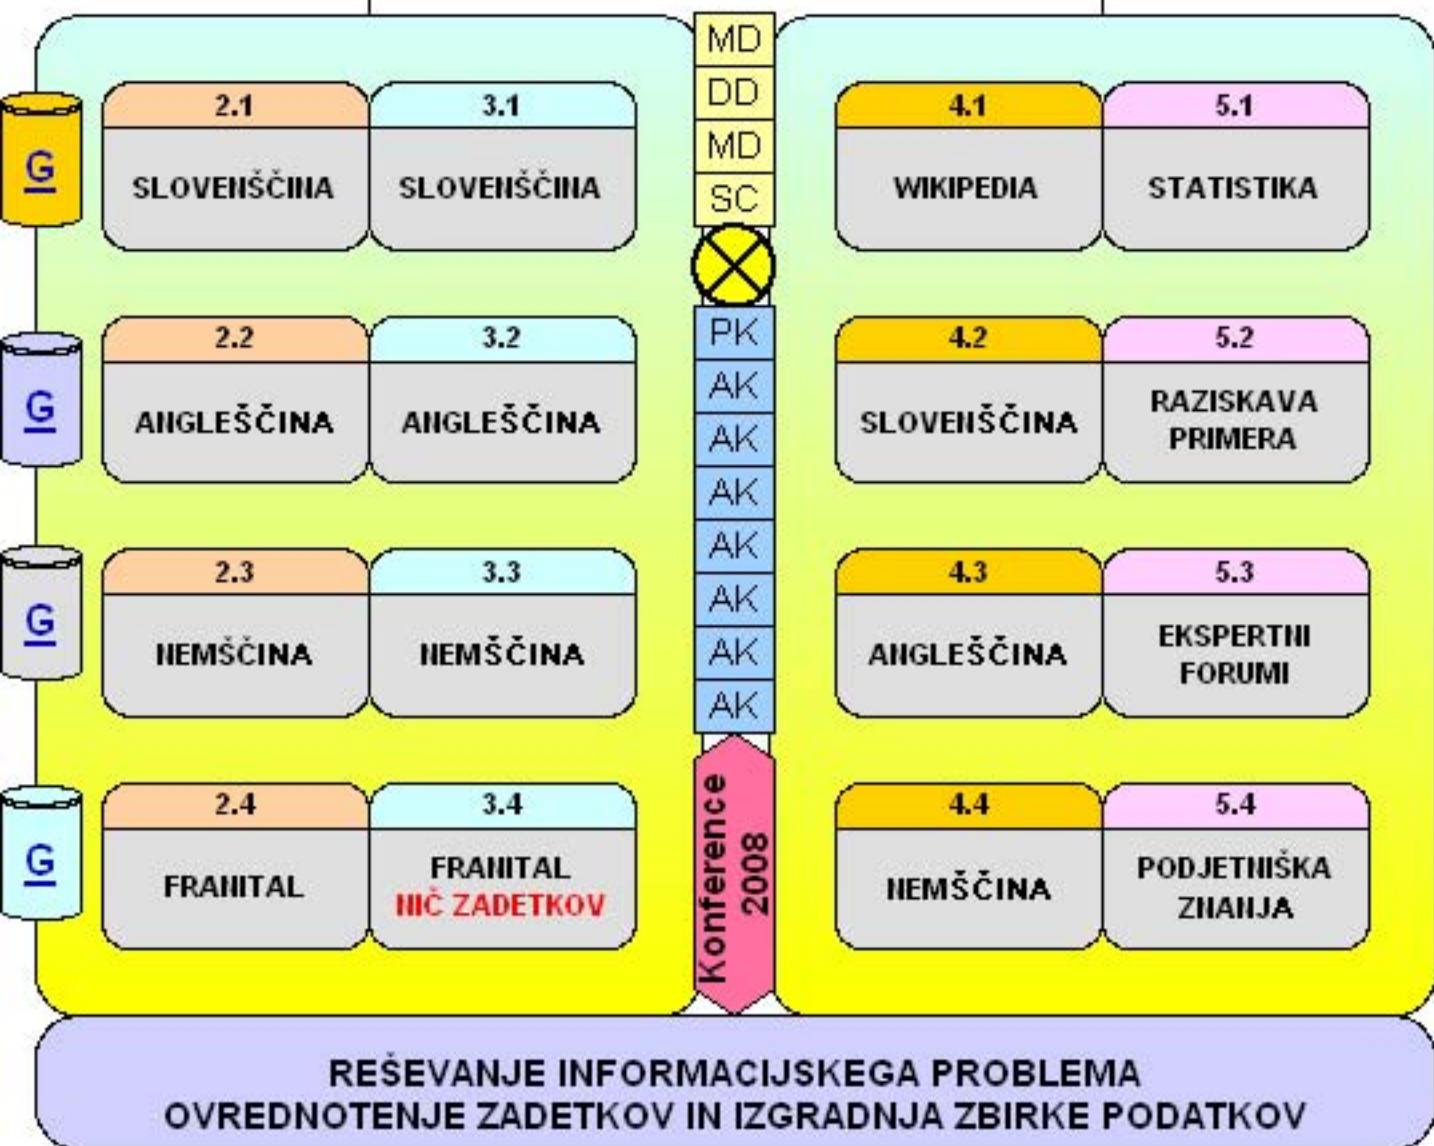 G
2.1
SLOVENŠČINA
3.1
SLOVENŠČINA
G
2.2
ANGLEŠČINA
3.2
ANGLEŠČINA
G
2.3
NEMŠČINA
3.3
NEMŠČINA
G
2.4
FRANITAL
3.4
FRANITAL
NIČ ZADETKOV
MD
DD
MD
SC
PK
AK
AK
AK
AK
AK
AK
AK
Konference
2008
4.1
WIKIPEDIA
5.1
STATISTIKA
4.2
SLOVENŠČINA
5.2
RAZISKAVA
PRIMERA
4.3
ANGLEŠČINA
5.3
EKSPERTNI
FORUMI
4.4
NEMŠČINA
5.4
PODJETNIŠKA
ZNANJA
REŠEVANJE INFORMACIJSKEGA PROBLEMA
OVREDNOTENJE ZADETKOV IN IZGRADNJA ZBIRKE PODATKOV